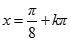 x = π/8 + kπ